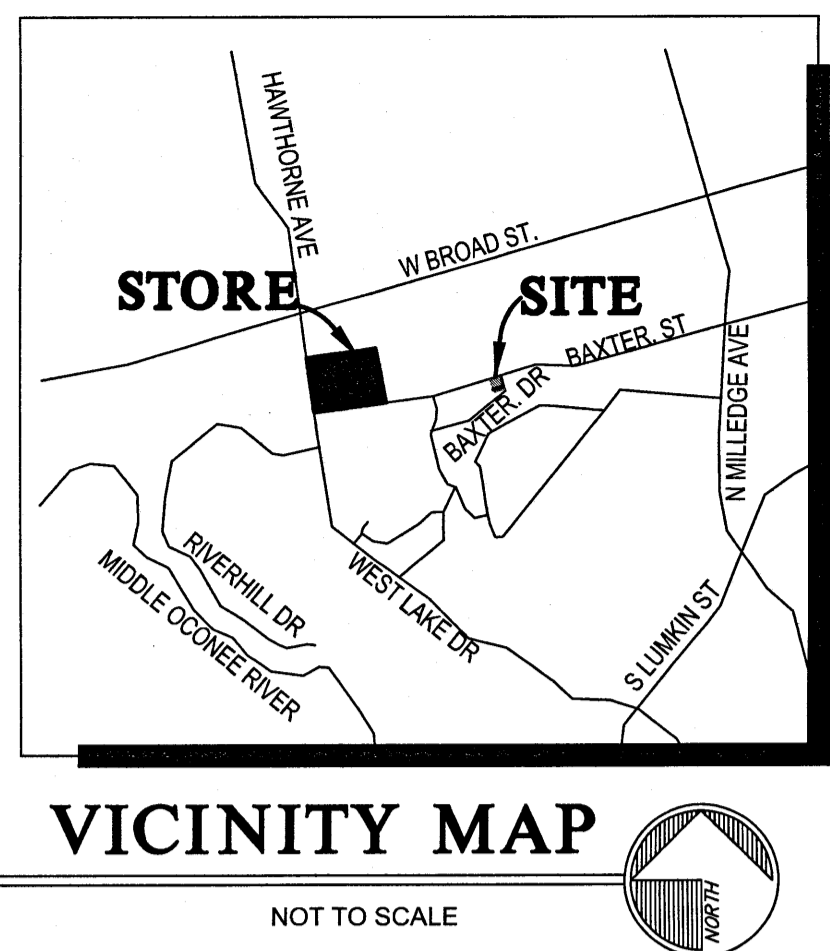 HAWTHORNE AVE
W BROAD ST.
STORE
SITE
BAXTER. ST
BAXTER. DR
N MILLEDGE AVE
RIVERHILL DR
MIDDLE OCONEE RIVER
WEST LAKE DR
S LUMKIN ST
VICINITY MAP
NOT TO SCALE
NORTH